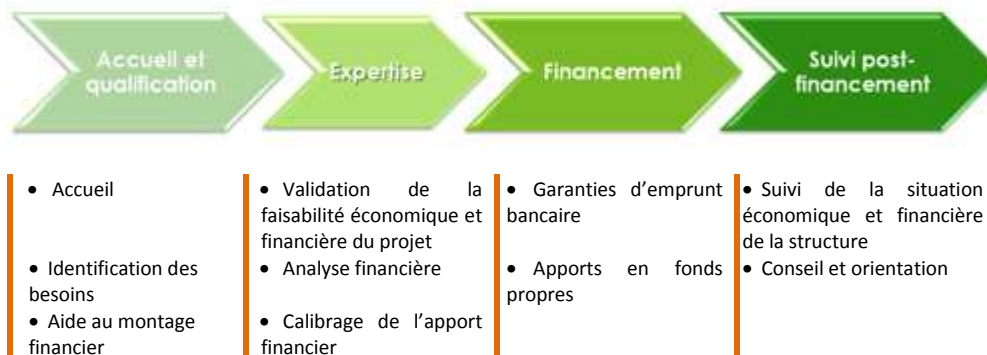 Accueil et
qualification
Expertise
Financement
Suivi post-
financement
• Accueil
• Identification des
besoins
• Aide au montage
financier
• Validation de la
faisabilité économique et
financière du projet
• Analyse financière
• Calibrage de l’apport
financier
• Garanties d’emprunt
bancaire
• Apports en fonds
propres
• Suivi de la situation
économique et financière
de la structure
• Conseil et orientation